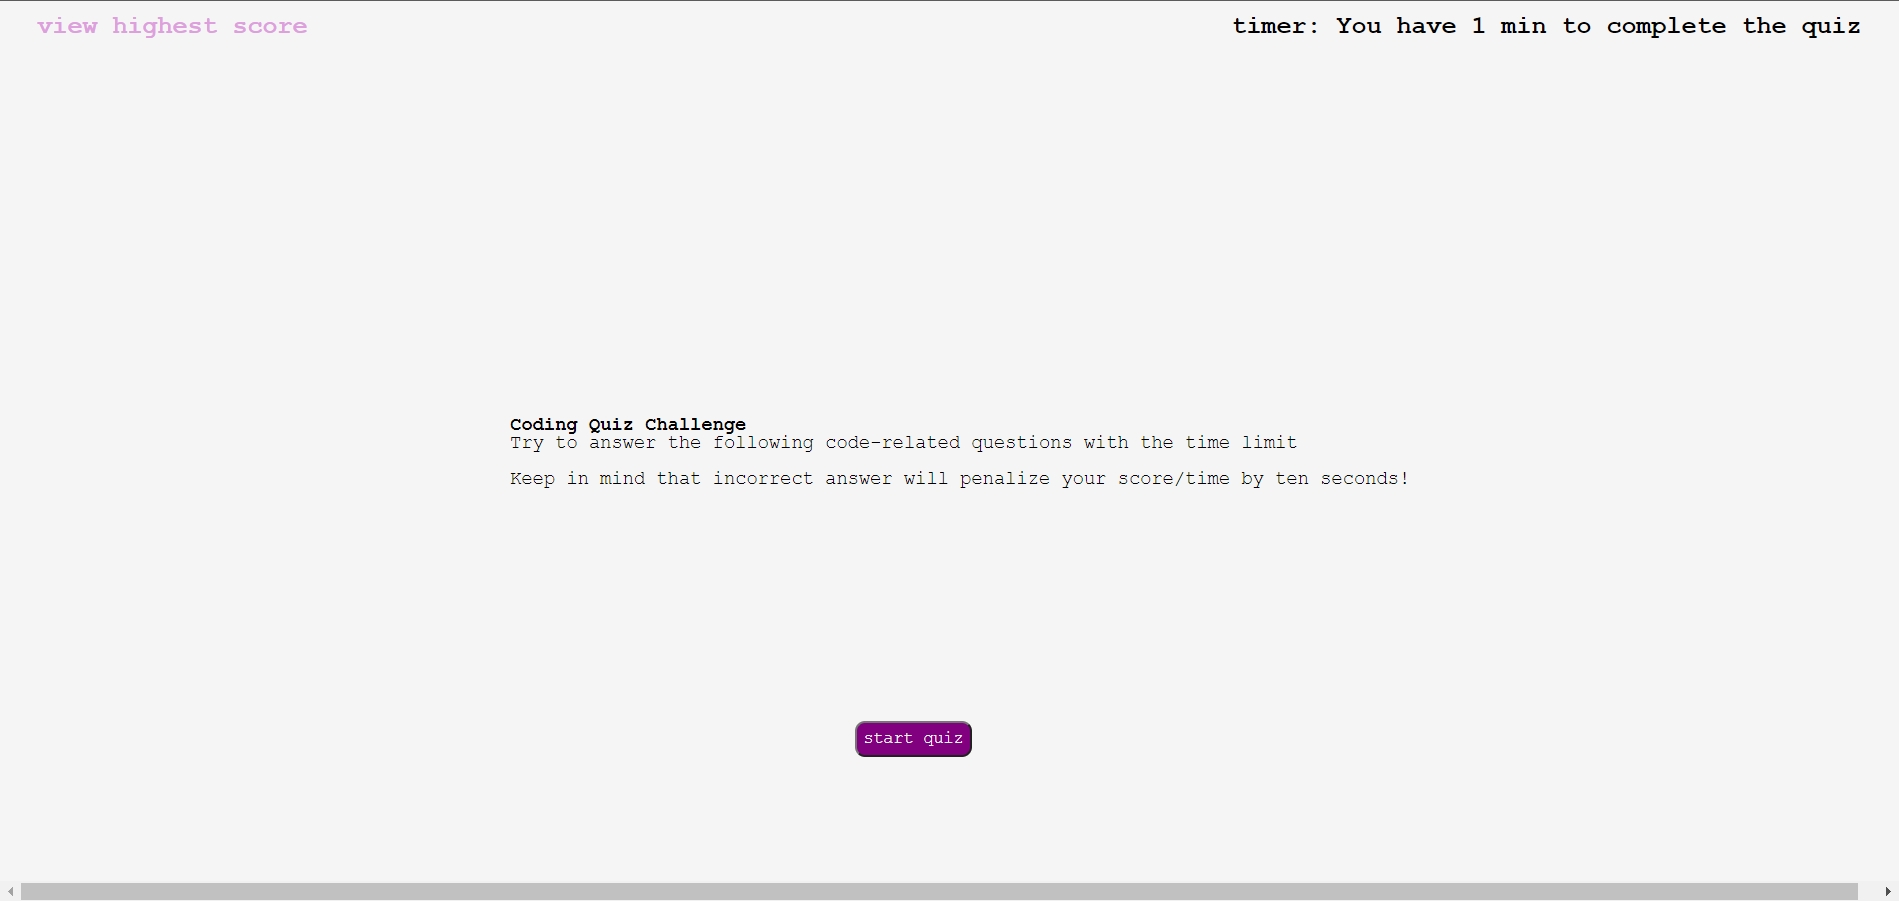 view highest score
timer: You have 1 min to complete the quiz
Coding Quiz Challenge
Try to answer the following code-related questions with the time limit
Keep in mind that incorrect answer will penalize your score/time by ten seconds!
start quiz